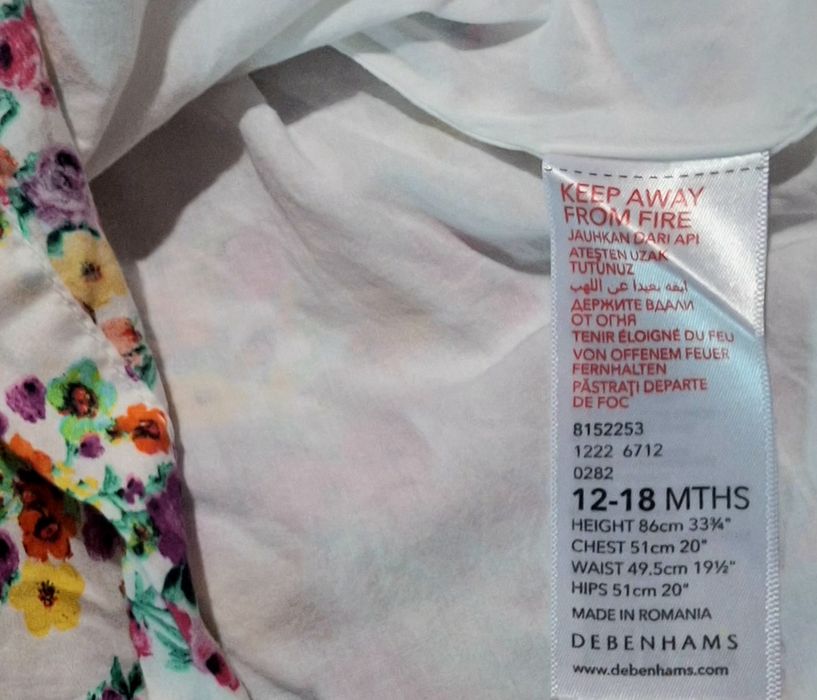 KEEP AWAY
FROM FIRE
JAUHKAN DARI API
ATEŞTEN UZAK
TUTUNUZ
ابقه بعيدا عن اللهب
ДЕРЖИТЕ ВДАЛИ
ОТ ОГНЯ
TENIR ÉLOIGNÉ DU FEU
VON OFFENEM FEUER
FERNHALTEN
PĂSTRAŢI DEPARTE
DE FOC
8152253
1222 6712
0282
12-18 MTHS
HEIGHT 86cm 33¾"
CHEST 51cm 20"
WAIST 49.5cm 19½"
HIPS 51cm 20"
MADE IN ROMANIA
DEBENHAMS
www.debenhams.com